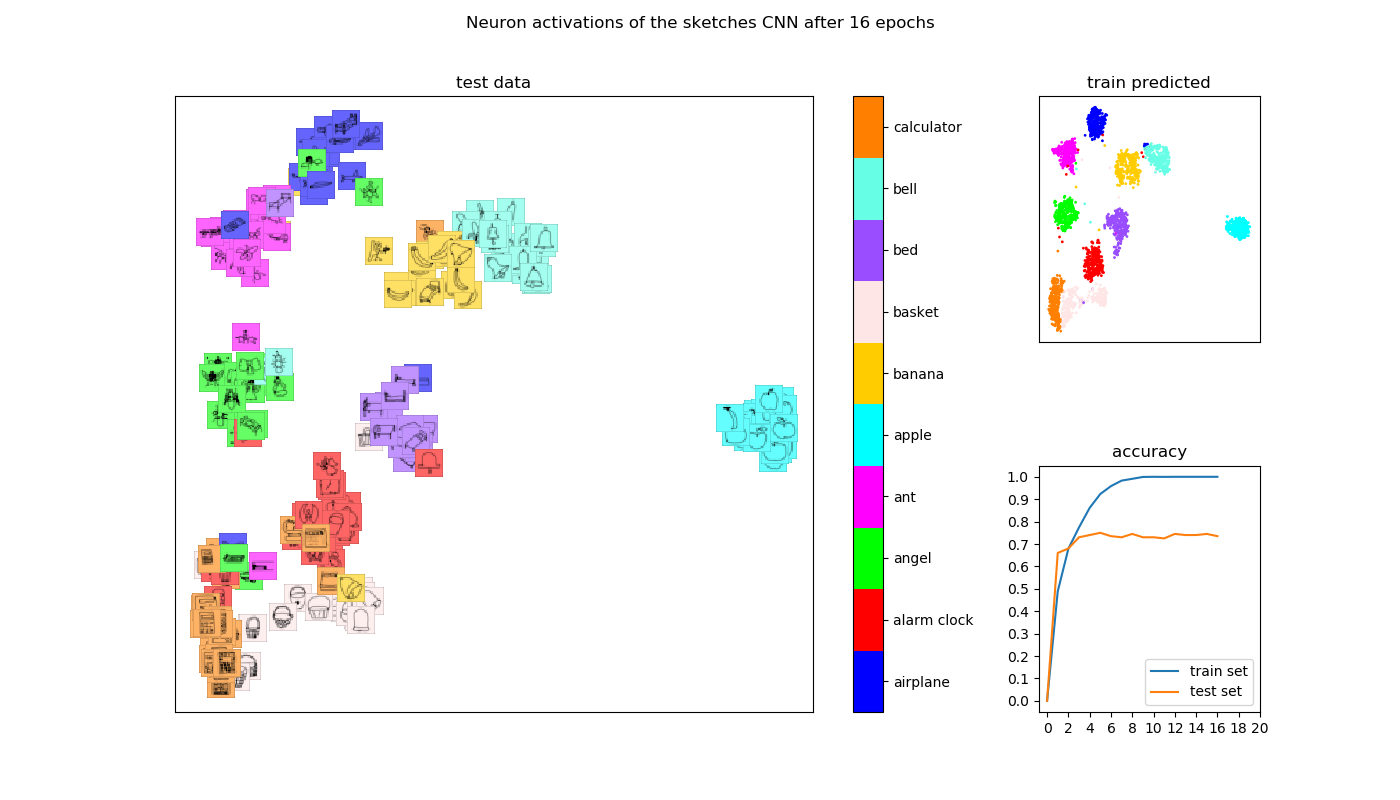 Neuron activations of the sketches CNN after 16 epochs
test data
calculator
bell
bed
basket
banana
apple
ant
angel
alarm clock
airplane
train predicted
accuracy
1.0
0.9
0.8
0.7
0.6
0.5
0.4
0.3
0.2
0.1
0.0
train set
test set
0 2 4 6 8 10 12 14 16 18 20